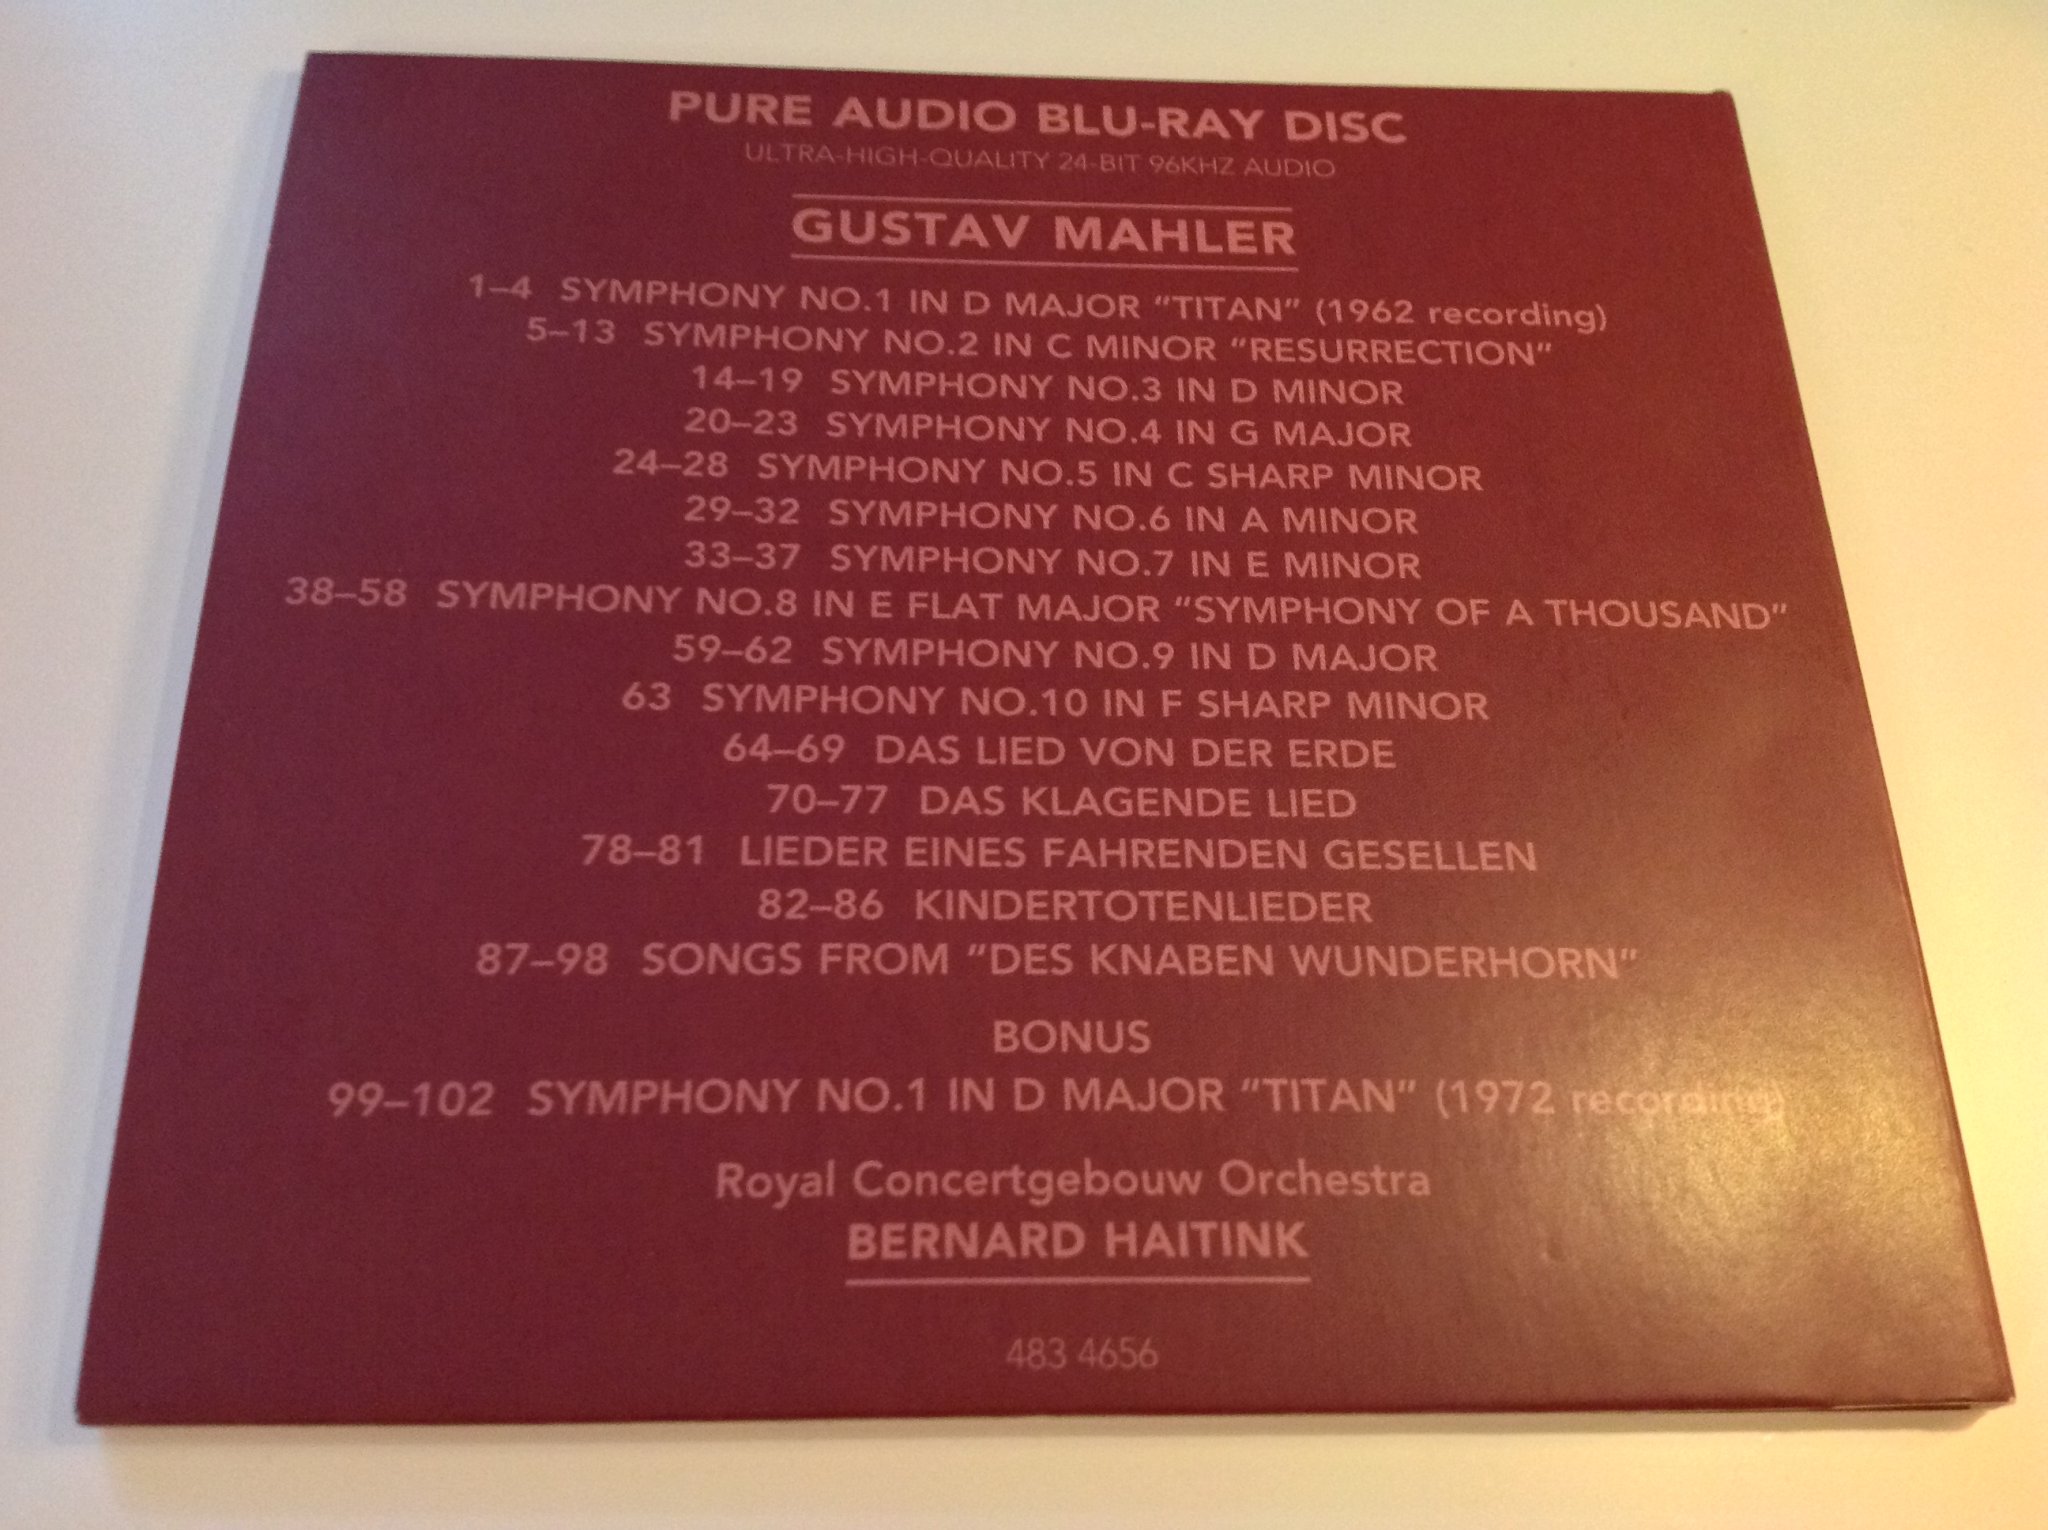 PURE AUDIO BLU-RAY DISC
ULTRA-HIGH-QUALITY 24-BIT 96KHZ AUDIO
GUSTAV MAHLER
1–4 SYMPHONY NO.1 IN D MAJOR “TITAN” (1962 recording)
5–13 SYMPHONY NO.2 IN C MINOR “RESURRECTION”
14–19 SYMPHONY NO.3 IN D MINOR
20–23 SYMPHONY NO.4 IN G MAJOR
24–28 SYMPHONY NO.5 IN C SHARP MINOR
29–32 SYMPHONY NO.6 IN A MINOR
33–37 SYMPHONY NO.7 IN E MINOR
38–58 SYMPHONY NO.8 IN E FLAT MAJOR “SYMPHONY OF A THOUSAND”
59–62 SYMPHONY NO.9 IN D MAJOR
63 SYMPHONY NO.10 IN F SHARP MINOR
64–69 DAS LIED VON DER ERDE
70–77 DAS KLAGENDE LIED
78–81 LIEDER EINES FAHRENDEN GESELLEN
82–86 KINDERTOTENLIEDER
87–98 SONGS FROM “DES KNABEN WUNDERHORN”
BONUS
99–102 SYMPHONY NO.1 IN D MAJOR “TITAN” (1972 recording)
Royal Concertgebouw Orchestra
BERNARD HAITINK
483 4656